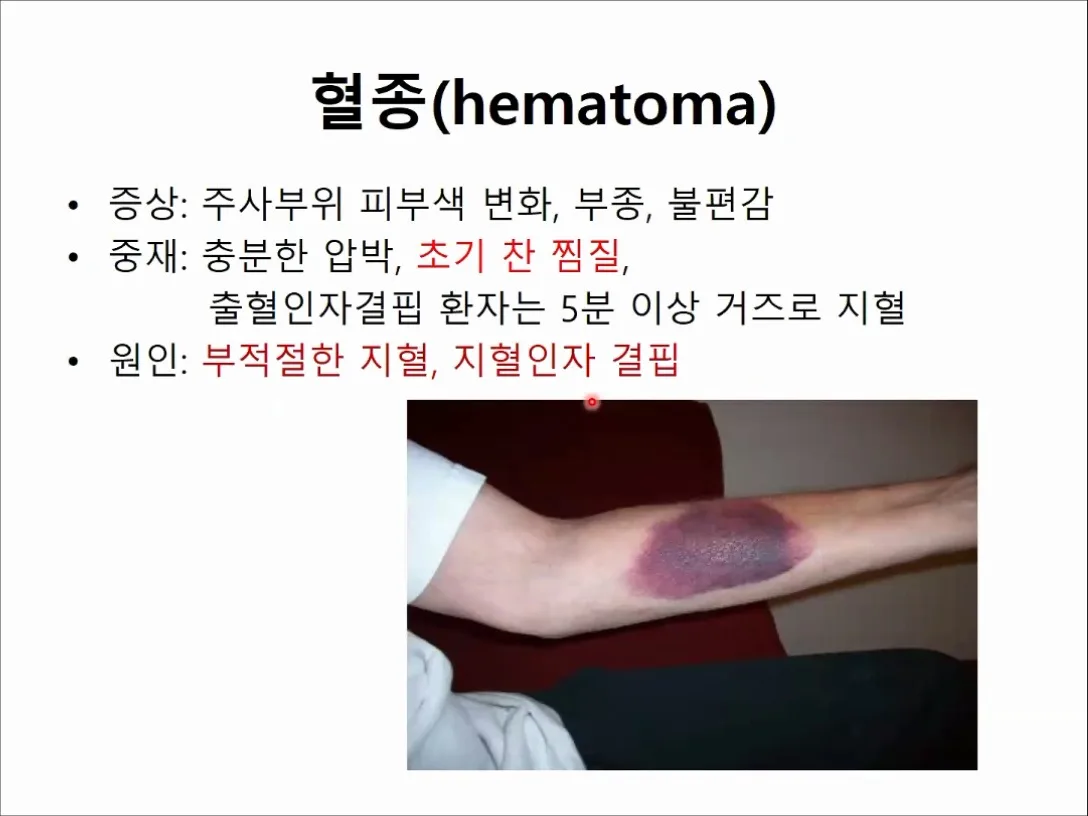 혈종(hematoma)
• 증상: 주사부위 피부색 변화, 부종, 불편감
• 중재: 충분한 압박, 초기 찬 찜질,
출혈인자결핍 환자는 5분 이상 거즈로 지혈
• 원인: 부적절한 지혈, 지혈인자 결핍